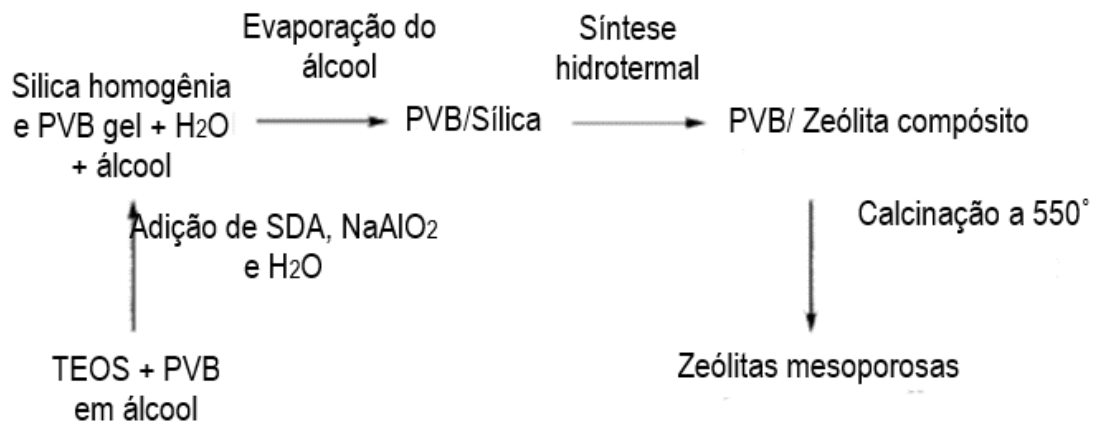 Evaporação do
álcool
Síntese
hidrotermal
Silica homogênia
e PVB gel + H2O
+ álcool
PVB/Sílica
PVB/ Zeólita compósito
Adição de SDA, NaAlO2
e H2O
Calcinação a 550°
TEOS + PVB
em álcool
Zeólitas mesoporosas